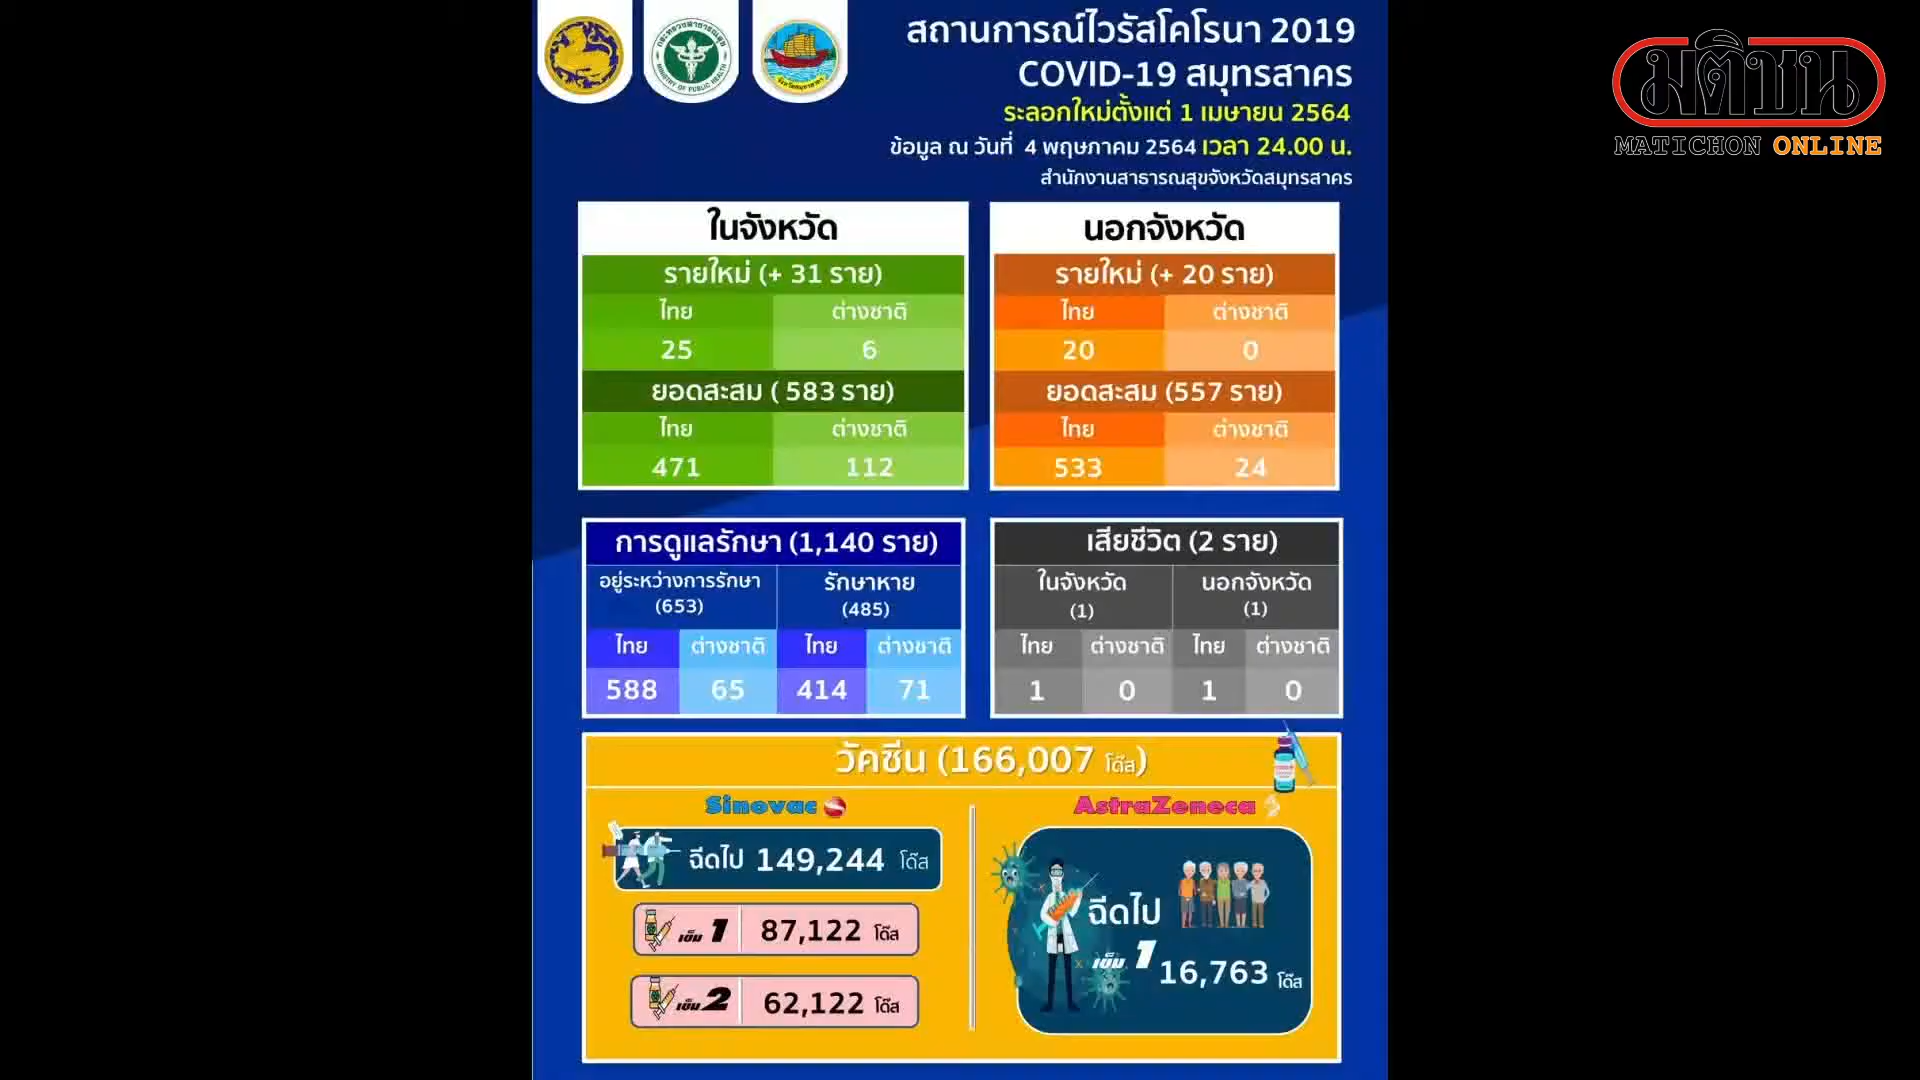 สถานการณ์ไวรัสโคโรนา 2019
COVID-19 สมุทรสาคร
ระลอกใหม่ตั้งแต่ 1 เมษายน 2564
ข้อมูล ณ วันที่ 4 พฤษภาคม 2564 เวลา 24.00 น.
สำนักงานสาธารณสุขจังหวัดสมุทรสาคร
มติชน
MATICHON ONLINE
ในจังหวัด
รายใหม่ (+ 31 ราย)
ไทย ต่างชาติ
25 6
ยอดสะสม ( 583 ราย)
ไทย ต่างชาติ
471 112
นอกจังหวัด
รายใหม่ (+ 20 ราย)
ไทย ต่างชาติ
20 0
ยอดสะสม (557 ราย)
ไทย ต่างชาติ
533 24
การดูแลรักษา (1,140 ราย)
อยู่ระหว่างการรักษา รักษาหาย
(653) (485)
ไทย ต่างชาติ ไทย ต่างชาติ
588 65 414 71
เสียชีวิต (2 ราย)
ในจังหวัด นอกจังหวัด
(1) (1)
ไทย ต่างชาติ ไทย ต่างชาติ
1 0 1 0
วัคซีน (166,007 โด๊ส)
Sinovac
ฉีดไป 149,244 โด๊ส
เข็ม 1 87,122 โด๊ส
เข็ม 2 62,122 โด๊ส
AstraZeneca
ฉีดไป
เข็ม 1 16,763 โด๊ส